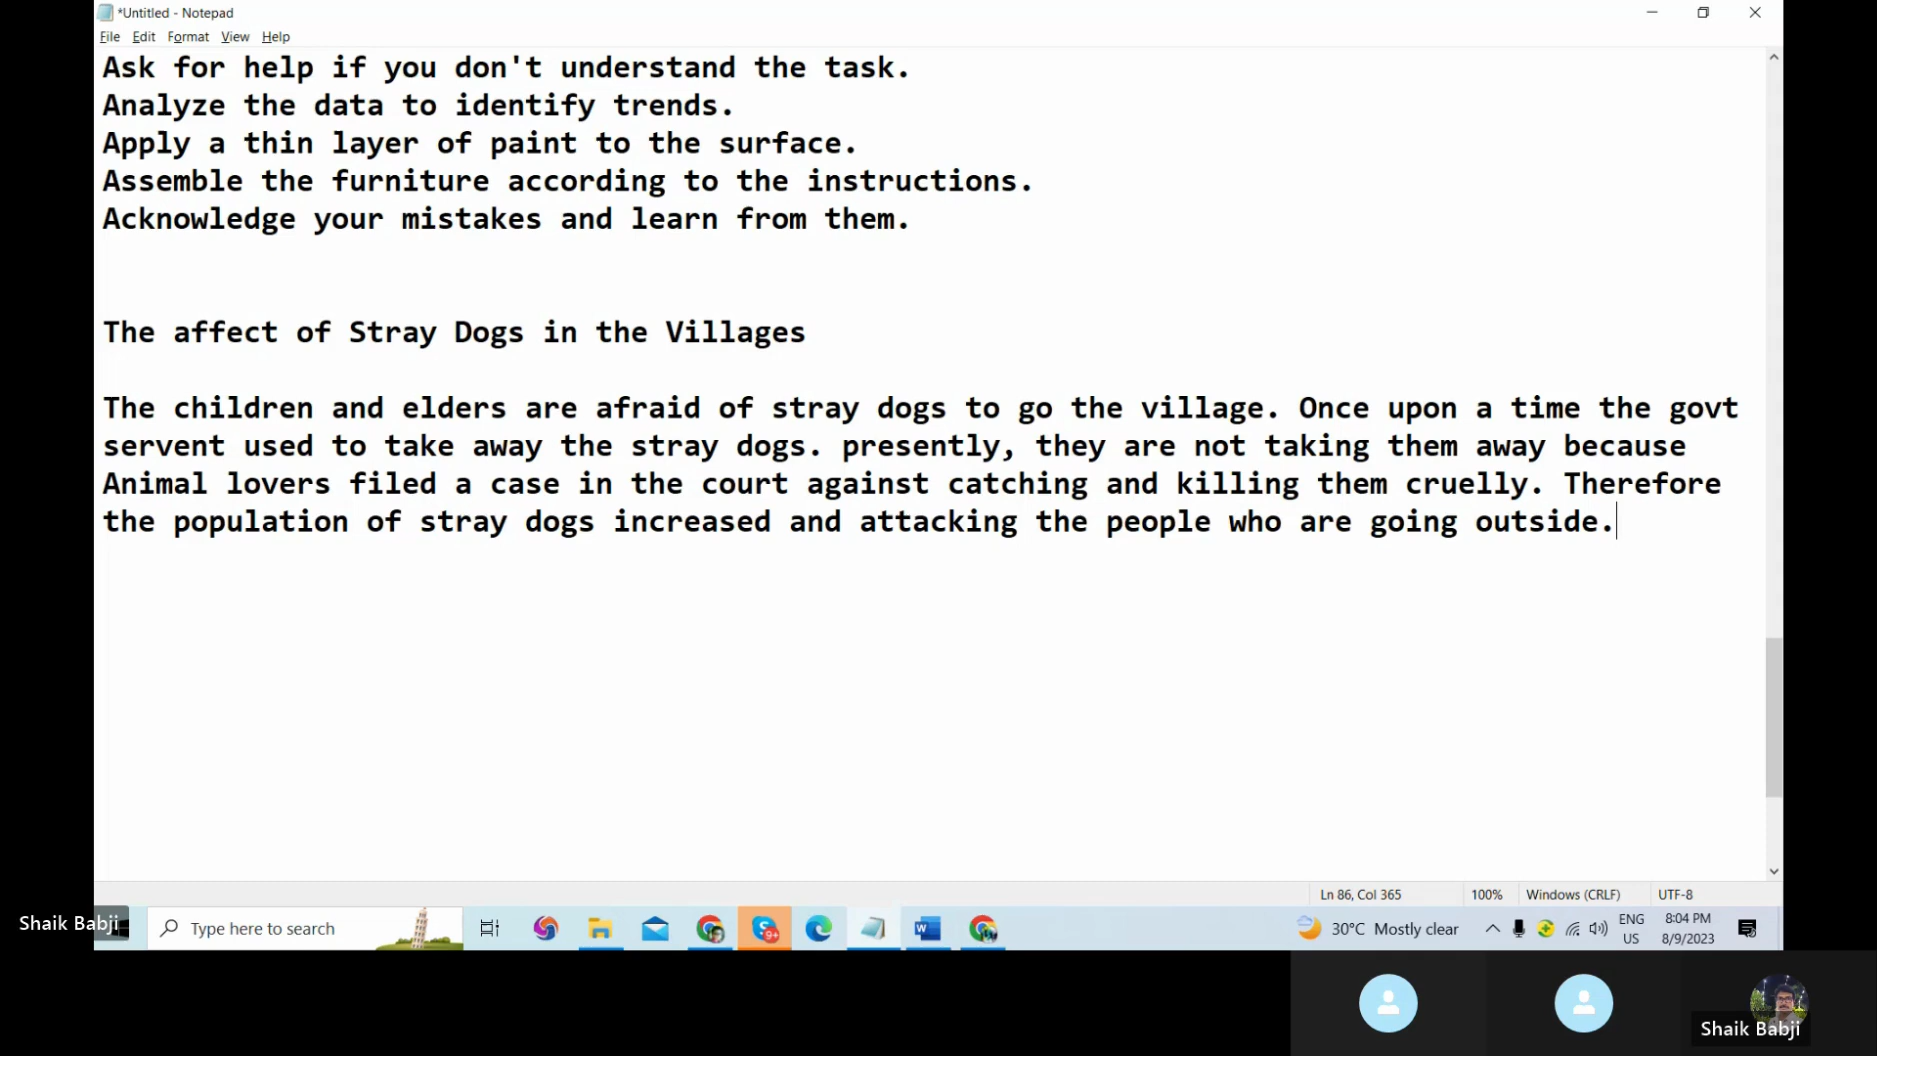 *Untitled - Notepad
File Edit Format View Help
Ask for help if you don't understand the task.
Analyze the data to identify trends.
Apply a thin layer of paint to the surface.
Assemble the furniture according to the instructions.
Acknowledge your mistakes and learn from them.
The affect of Stray Dogs in the Villages
The children and elders are afraid of stray dogs to go the village. Once upon a time the govt
servent used to take away the stray dogs. presently, they are not taking them away because
Animal lovers filed a case in the court against catching and killing them cruelly. Therefore
the population of stray dogs increased and attacking the people who are going outside.
Ln 86, Col 365 100% Windows (CRLF) UTF-8
Shaik Babji
Type here to search
30°C Mostly clear
ENG
US
8:04 PM
8/9/2023
Shaik Babji